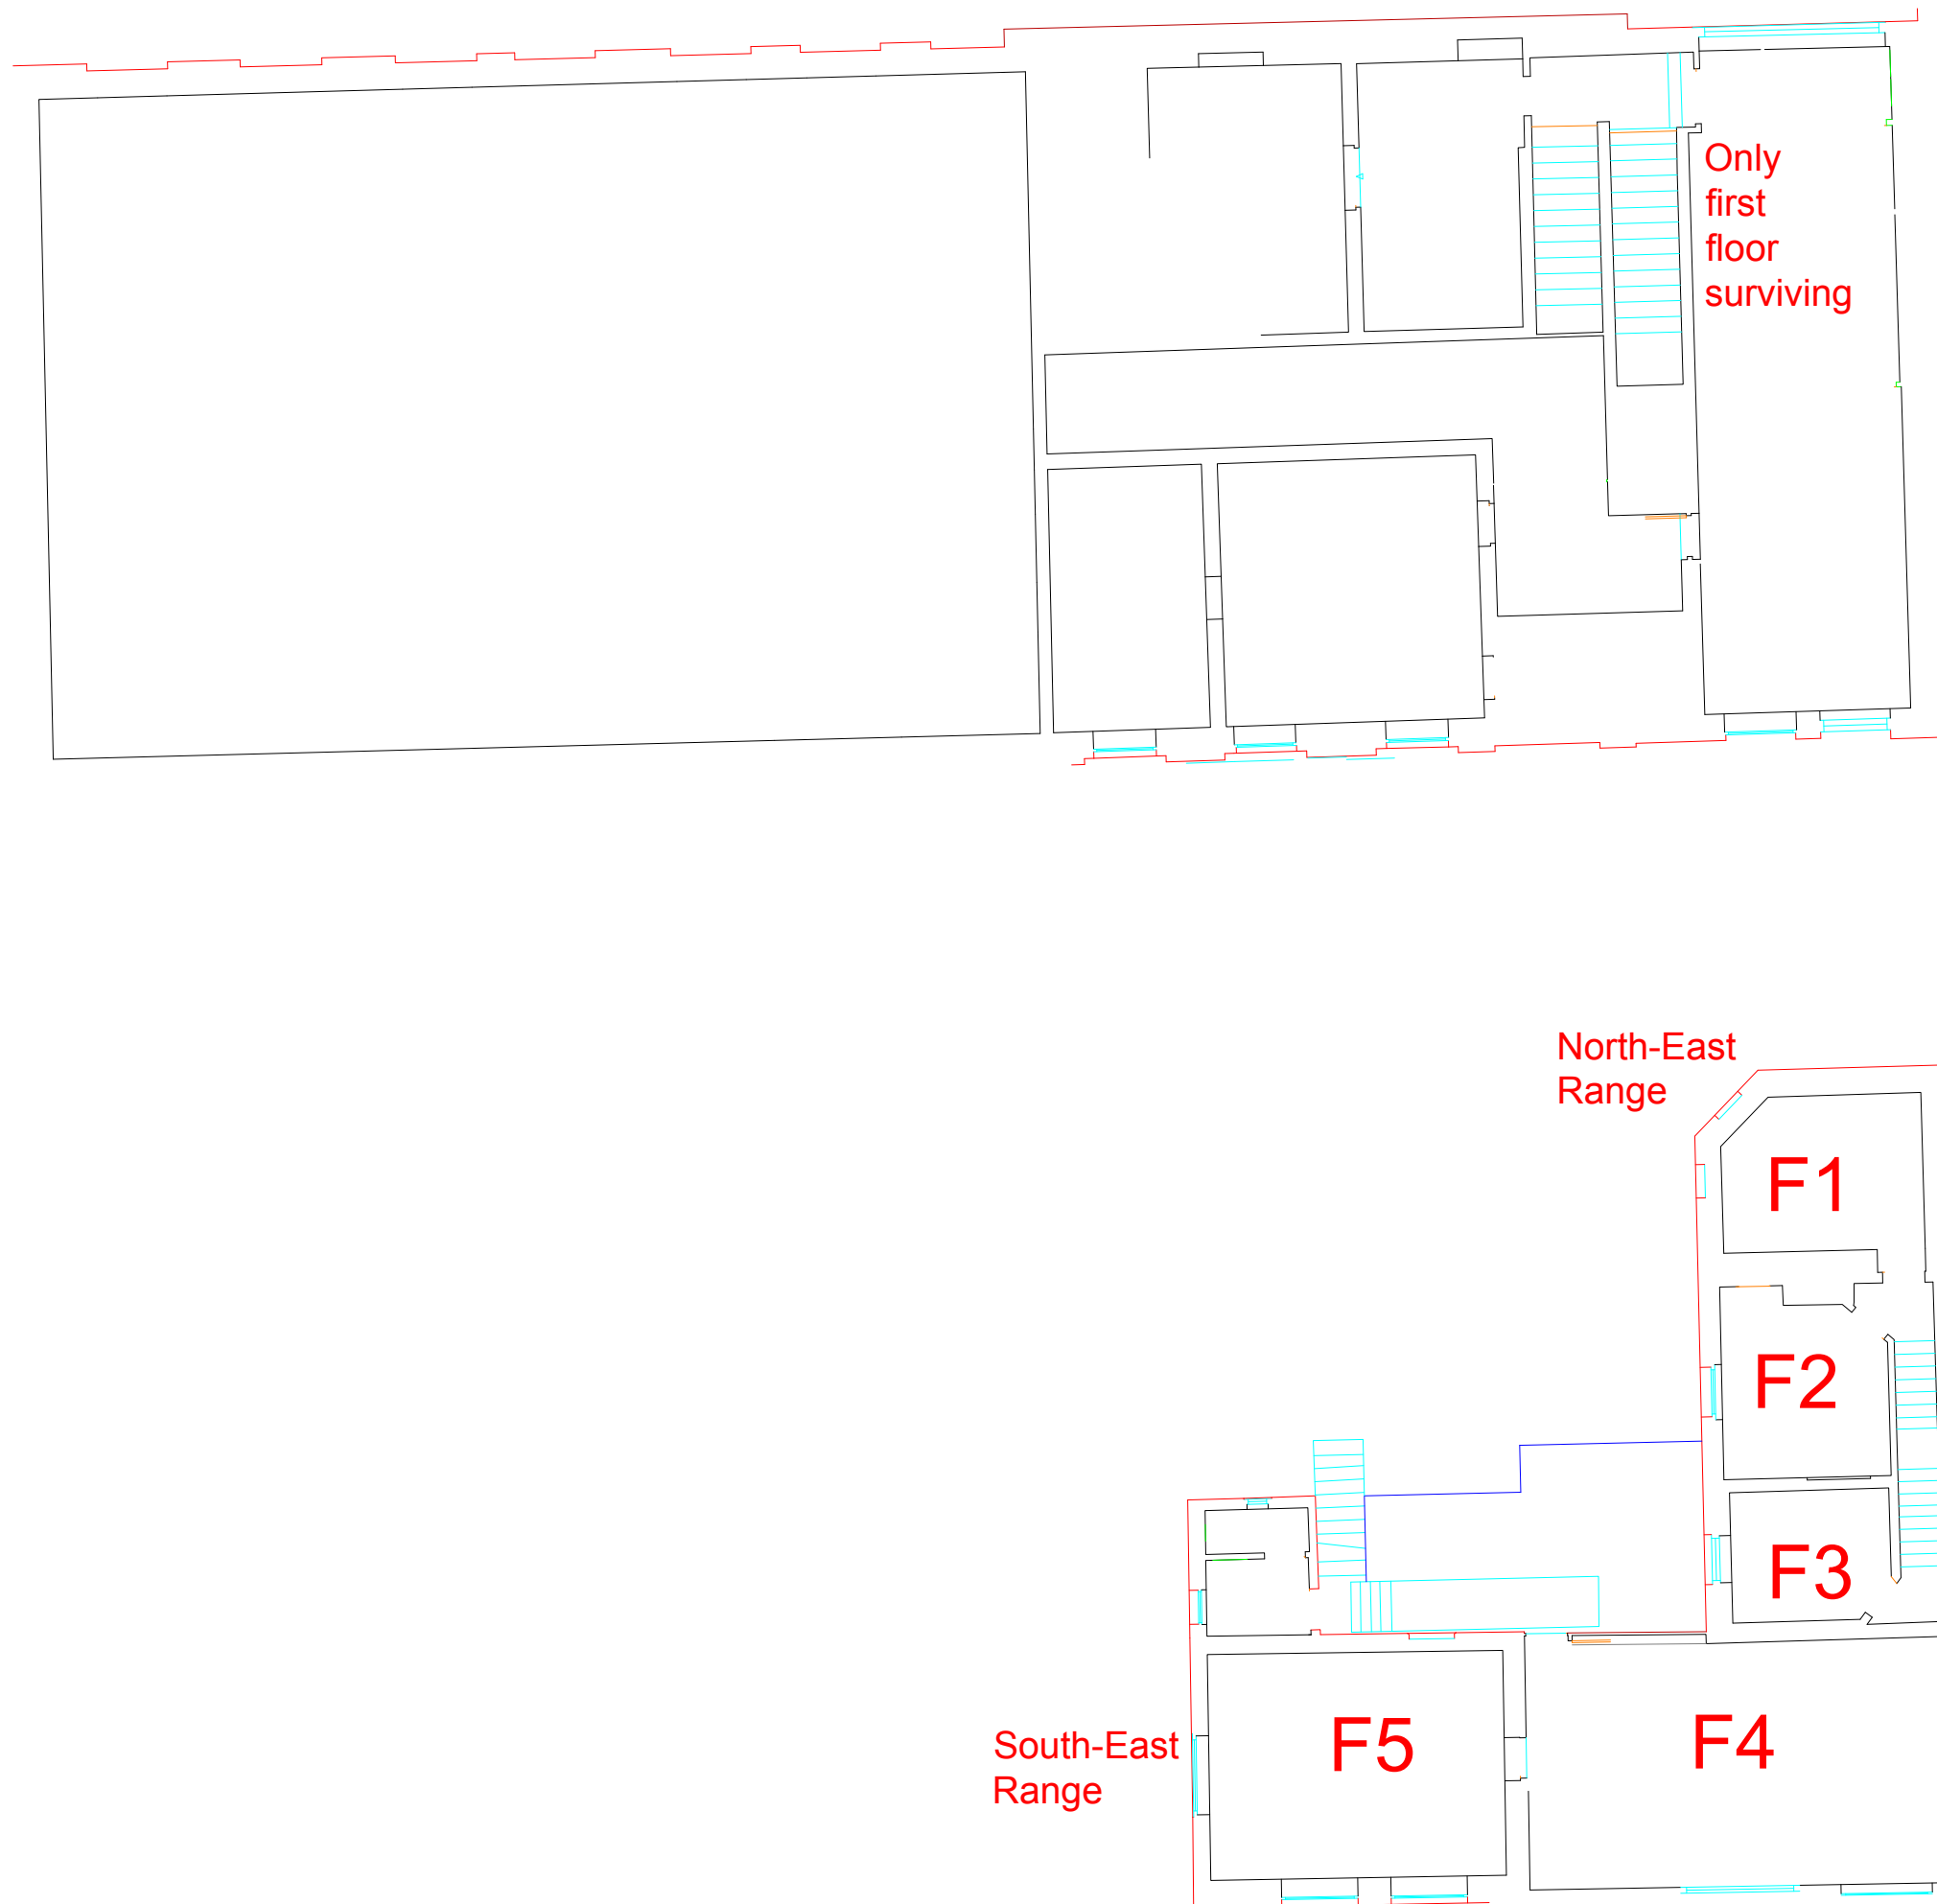 Only
first
floor
surviving
North-East
Range
F1
F2
F3
F4
F5
South-East
Range